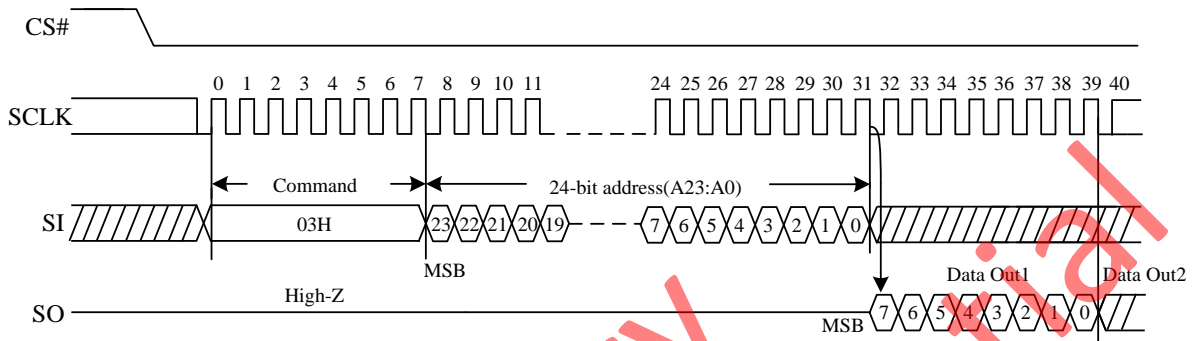 CS#
0 1 2 3 4 5 6 7 8 9 10 11 24 25 26 27 28 29 30 31 32 33 34 35 36 37 38 39 40
SCLK
Command 24-bit address(A23:A0)
SI 03H 23 22 21 20 19 7 6 5 4 3 2 1 0
MSB Data Out1 Data Out2
High-Z
SO MSB 7 6 5 4 3 2 1 0
tial
y